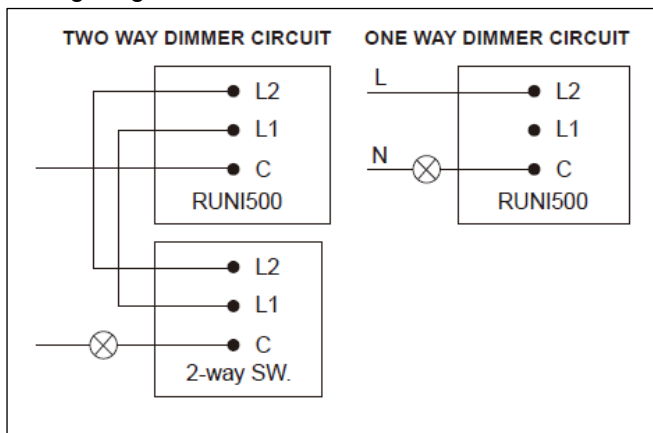 TWO WAY DIMMER CIRCUIT
L2
L1
C
RUNI500
L2
L1
C
2-way SW.
ONE WAY DIMMER CIRCUIT
L
N
L2
L1
C
RUNI500